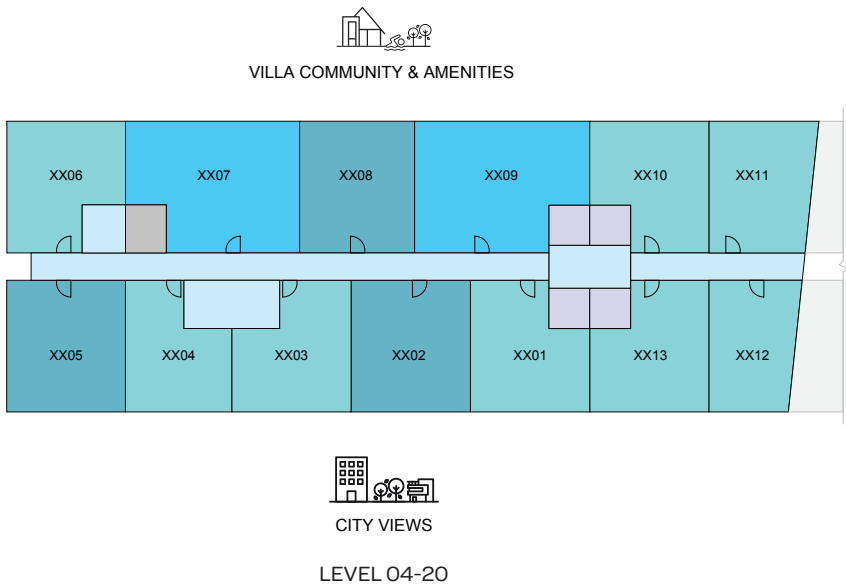 VILLA COMMUNITY & AMENITIES
XX06
XX07
XX08
XX09
XX10
XX11
XX05
XX04
XX03
XX02
XX01
XX13
XX12
CITY VIEWS
LEVEL 04-20